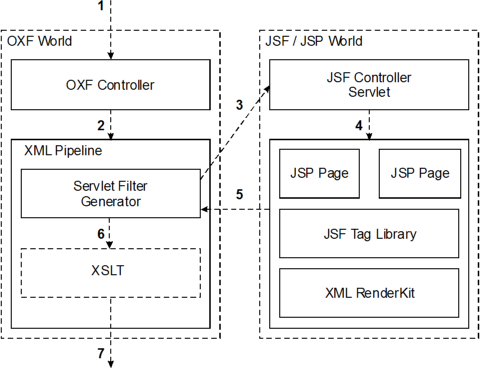 1
OXF World
JSF / JSP World
OXF Controller
JSF Controller
Servlet
2
3
4
XML Pipeline
Servlet Filter
Generator
JSP Page
JSP Page
5
6
JSF Tag Library
XSLT
XML RenderKit
7